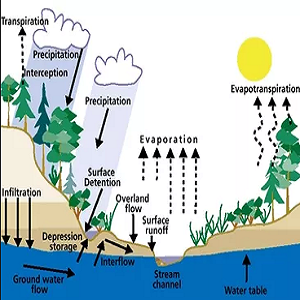 Transpiration
Precipitation
Interception
Precipitation
Evapotranspiration
Evaporation
Surface
Detention
Infiltration
Overland
flow
Surface
runoff
Depression
storage
Interflow
Ground water
flow
Stream
channel
Water table